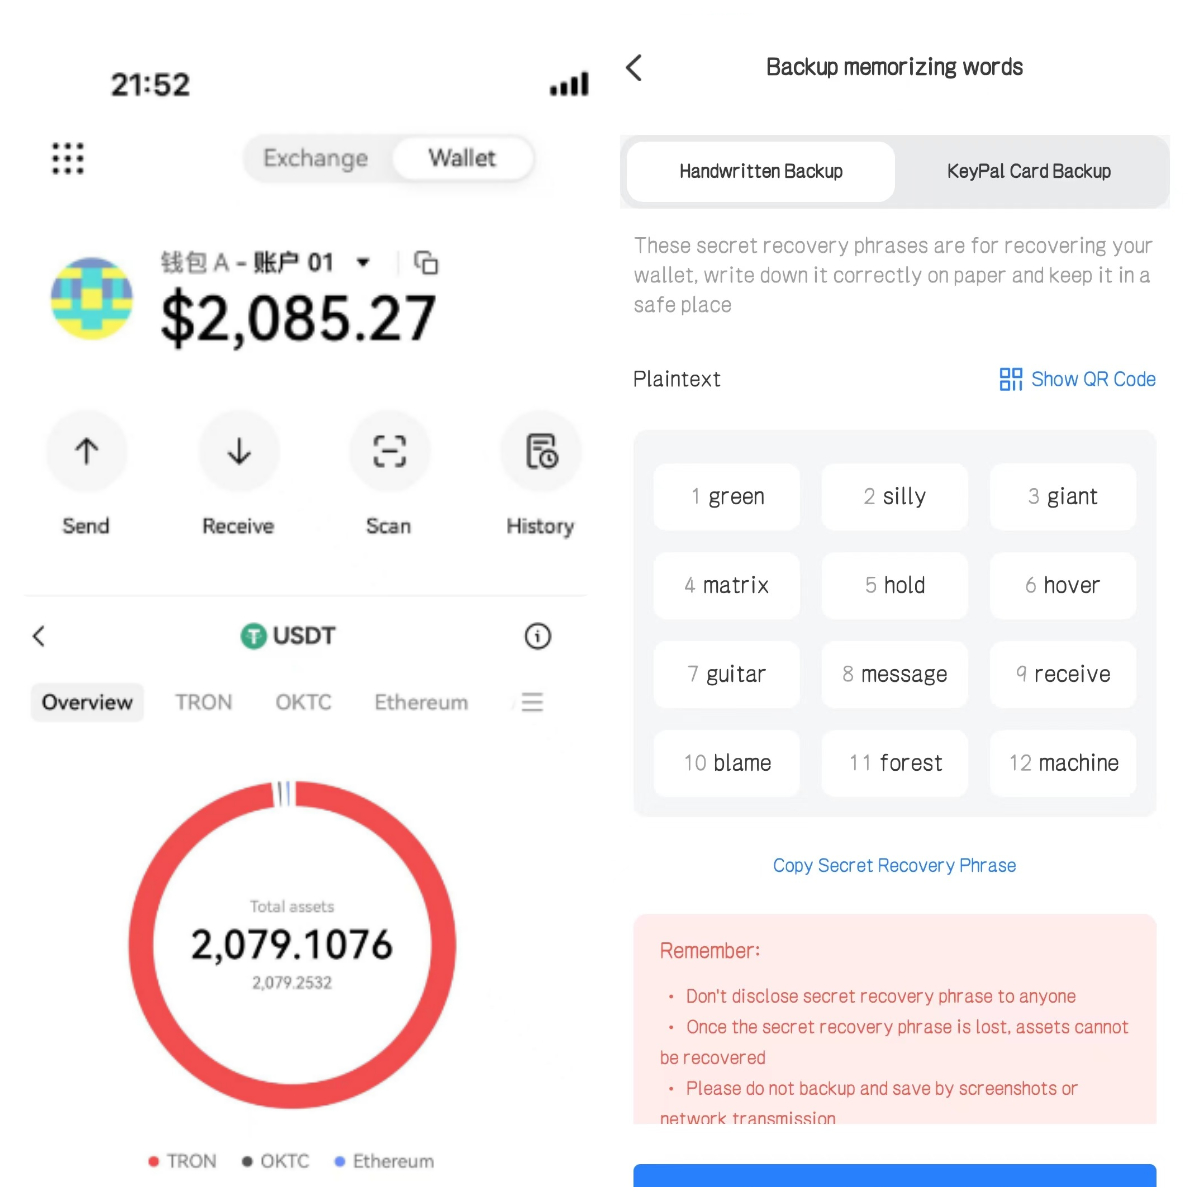 21:52
Exchange
Wallet
钱包 A - 账户 01
$2,085.27
Send
Receive
Scan
History
USDT
Overview
TRON
OKTC
Ethereum
Total assets
2,079.1076
2,079.2532
TRON
OKTC
Ethereum
Backup memorizing words
Handwritten Backup
KeyPal Card Backup
These secret recovery phrases are for recovering your
wallet, write down it correctly on paper and keep it in a
safe place
Plaintext
Show QR Code
1 green
2 silly
3 giant
4 matrix
5 hold
6 hover
7 guitar
8 message
9 receive
10 blame
11 forest
12 machine
Copy Secret Recovery Phrase
Remember:
• Don't disclose secret recovery phrase to anyone
• Once the secret recovery phrase is lost, assets cannot
be recovered
• Please do not backup and save by screenshots or
network transmission